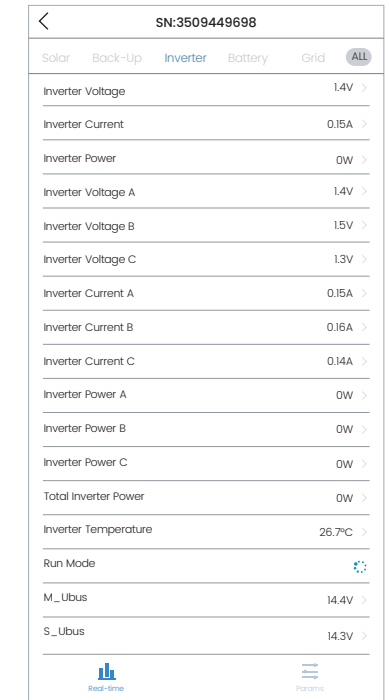 SN:3509449698
Solar Back-Up Inverter Battery Grid ALL
Inverter Voltage 1.4V
Inverter Current 0.15A
Inverter Power 0W
Inverter Voltage A 1.4V
Inverter Voltage B 1.5V
Inverter Voltage C 1.3V
Inverter Current A 0.15A
Inverter Current B 0.16A
Inverter Current C 0.14A
Inverter Power A 0W
Inverter Power B 0W
Inverter Power C 0W
Total Inverter Power 0W
Inverter Temperature 26.7ºC
Run Mode
M_Ubus 14.4V
S_Ubus 14.3V
Real-time Params